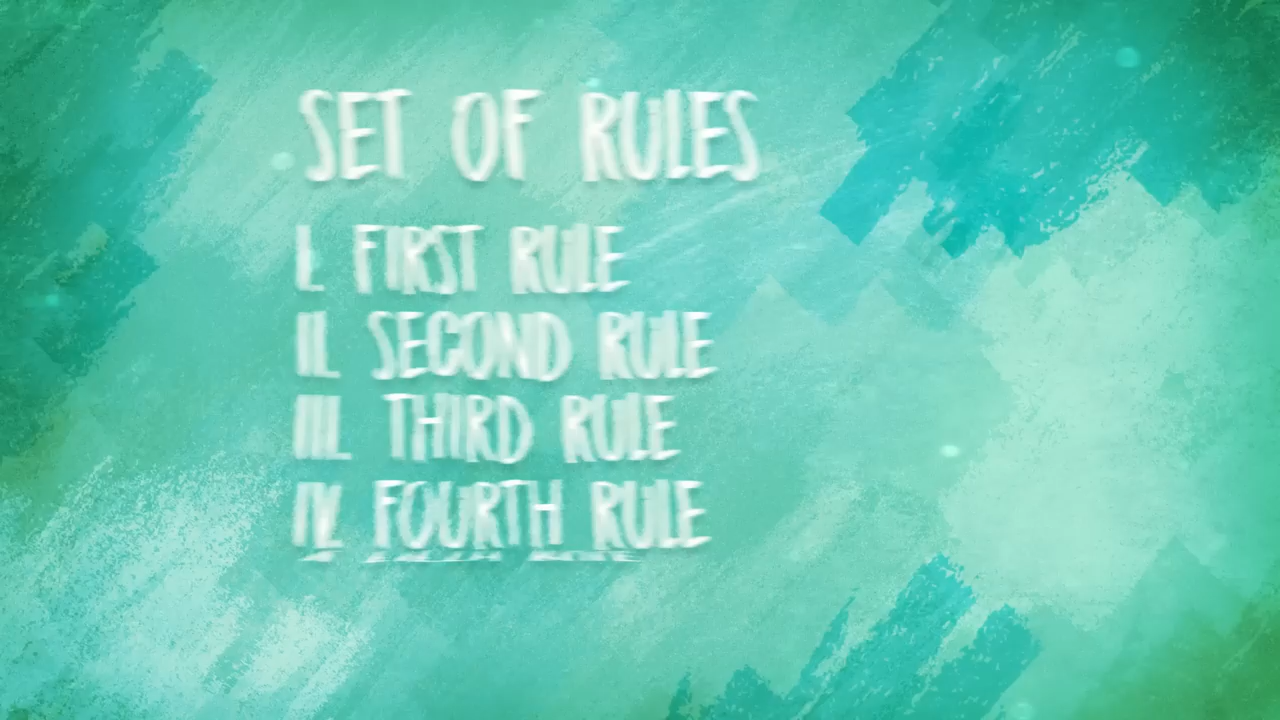 SET OF RULES
I. FIRST RULE
II. SECOND RULE
III. THIRD RULE
IV. FOURTH RULE